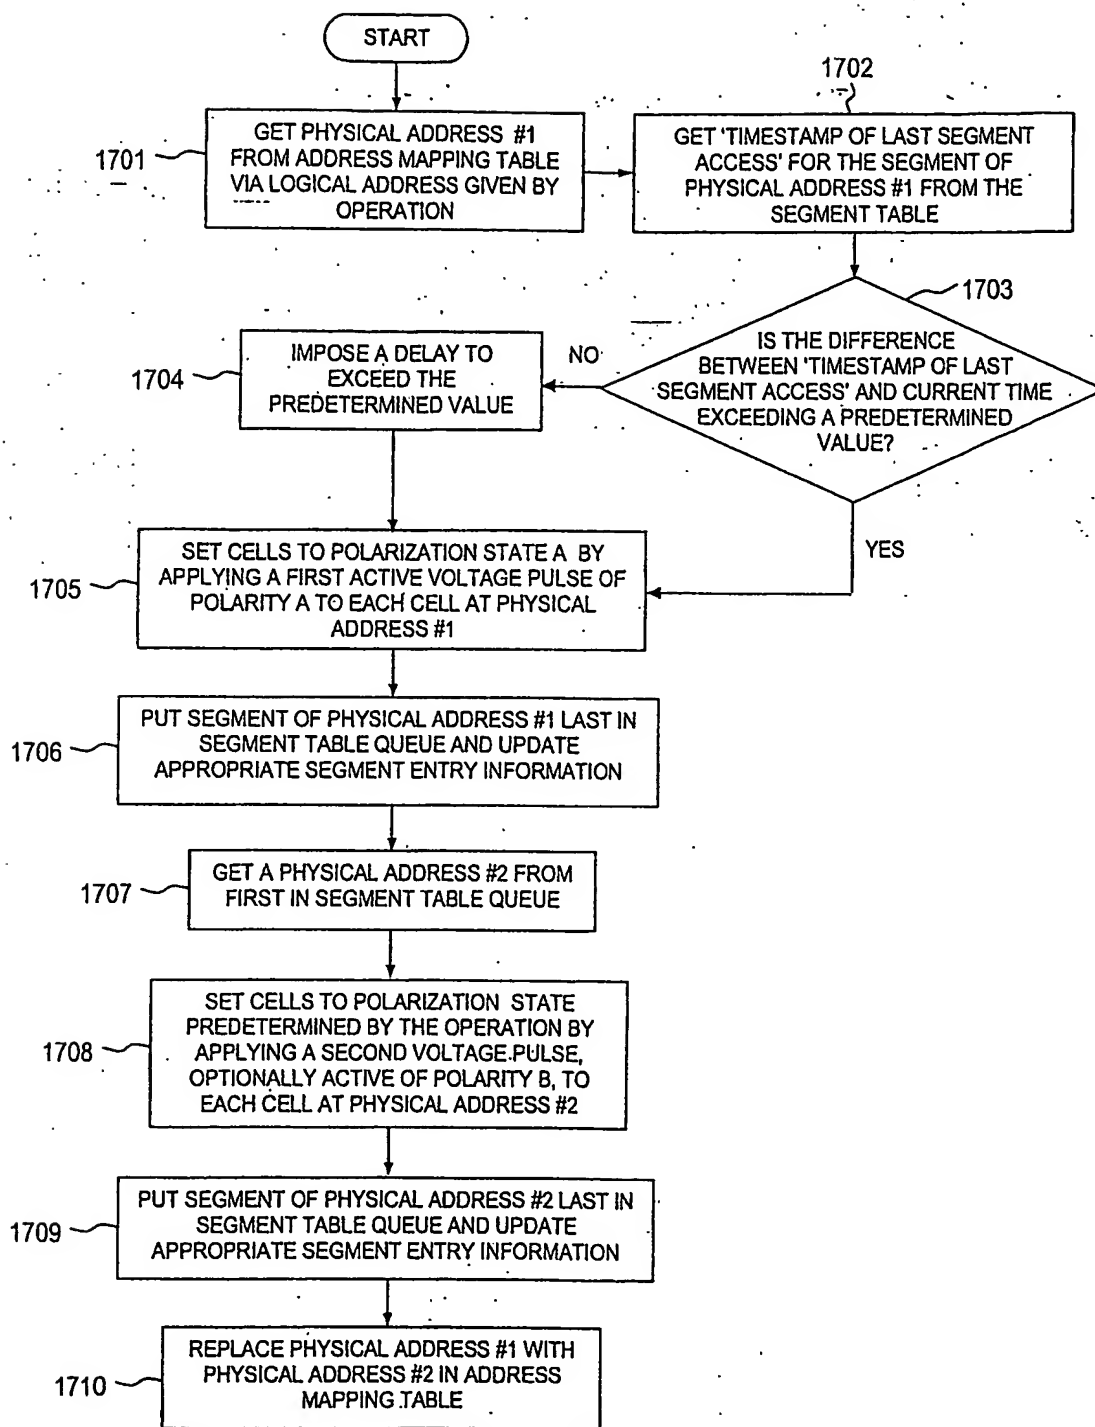 START
1701
GET PHYSICAL ADDRESS #1
FROM ADDRESS MAPPING TABLE
VIA LOGICAL ADDRESS GIVEN BY
OPERATION
1702
GET 'TIMESTAMP OF LAST SEGMENT
ACCESS' FOR THE SEGMENT OF
PHYSICAL ADDRESS #1 FROM THE
SEGMENT TABLE
1703
IS THE DIFFERENCE
BETWEEN 'TIMESTAMP OF LAST
SEGMENT ACCESS' AND CURRENT TIME
EXCEEDING A PREDETERMINED
VALUE?
NO
YES
1704
IMPOSE A DELAY TO
EXCEED THE
PREDETERMINED VALUE
1705
SET CELLS TO POLARIZATION STATE A BY
APPLYING A FIRST ACTIVE VOLTAGE PULSE OF
POLARITY A TO EACH CELL AT PHYSICAL
ADDRESS #1
1706
PUT SEGMENT OF PHYSICAL ADDRESS #1 LAST IN
SEGMENT TABLE QUEUE AND UPDATE
APPROPRIATE SEGMENT ENTRY INFORMATION
1707
GET A PHYSICAL ADDRESS #2 FROM
FIRST IN SEGMENT TABLE QUEUE
1708
SET CELLS TO POLARIZATION STATE
PREDETERMINED BY THE OPERATION BY
APPLYING A SECOND VOLTAGE PULSE,
OPTIONALLY ACTIVE OF POLARITY B, TO
EACH CELL AT PHYSICAL ADDRESS #2
1709
PUT SEGMENT OF PHYSICAL ADDRESS #2 LAST IN
SEGMENT TABLE QUEUE AND UPDATE
APPROPRIATE SEGMENT ENTRY INFORMATION
1710
REPLACE PHYSICAL ADDRESS #1 WITH
PHYSICAL ADDRESS #2 IN ADDRESS
MAPPING TABLE